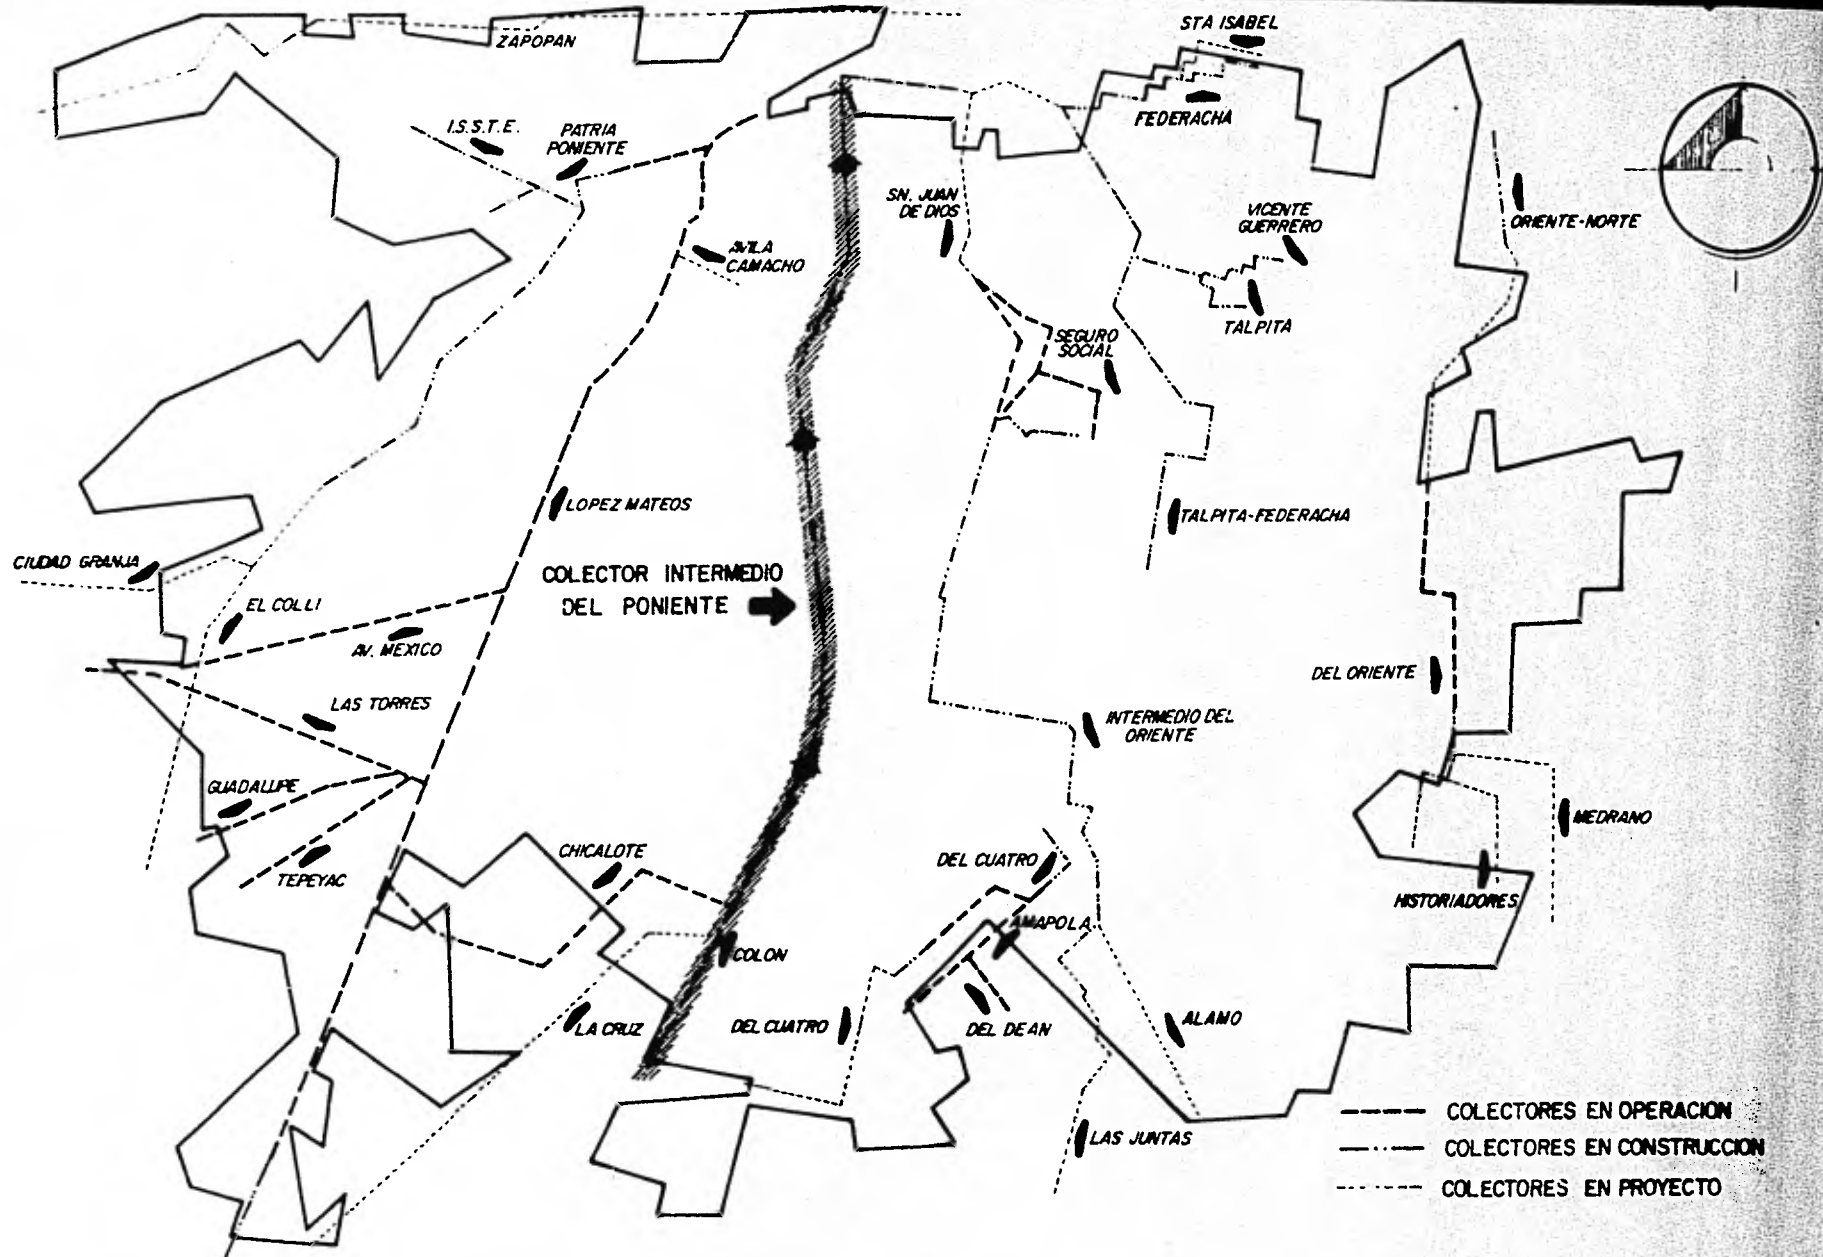 STA ISABEL
ZAPOPAN
FEDERACHA
I.S.S.T.E.
PATRIA
PONIENTE
SN. JUAN
DE DIOS
VICENTE
GUERRERO
ORIENTE-NORTE
AVILA
CAMACHO
TALPITA
SEGURO
SOCIAL
LOPEZ MATEOS
TALPITA-FEDERACHA
CIUDAD GRANJA
COLECTOR INTERMEDIO
DEL PONIENTE
EL COLLI
AV. MEXICO
DEL ORIENTE
LAS TORRES
INTERMEDIO DEL
ORIENTE
GUADALUPE
MEDRANO
CHICALOTE
DEL CUATRO
TEPEYAC
HISTORIADORES
AMAPOLA
COLON
LA CRUZ
DEL CUATRO
DEL DEAN
ALAMO
LAS JUNTAS
COLECTORES EN OPERACION
COLECTORES EN CONSTRUCCION
COLECTORES EN PROYECTO